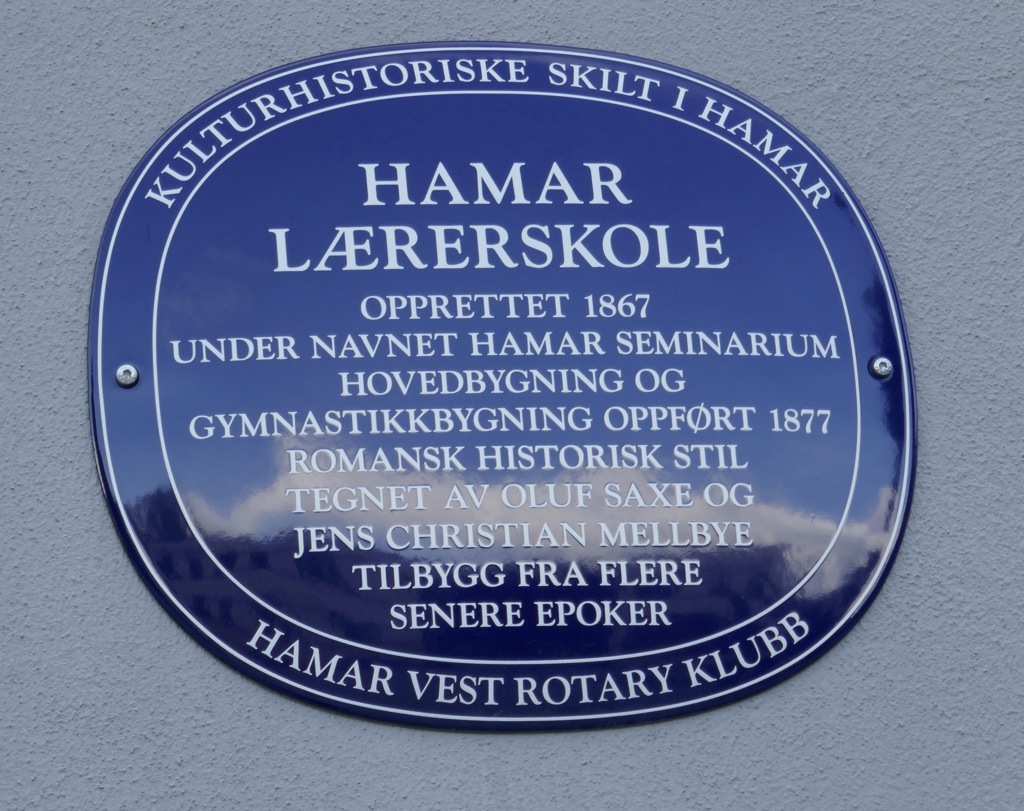 KULTURHISTORISKE SKILT I HAMAR
HAMAR
LÆRERSKOLE
OPPRETTET 1867
UNDER NAVNET HAMAR SEMINARIUM
HOVEDBYGNING OG
GYMNASTIKKBYGNING OPPFØRT 1877
ROMANSK HISTORISK STIL
TEGNET AV OLUF SAXE OG
JENS CHRISTIAN MELLBYE
TILBYGG FRA FLERE
SENERE EPOKER
HAMAR VEST ROTARY KLUBB